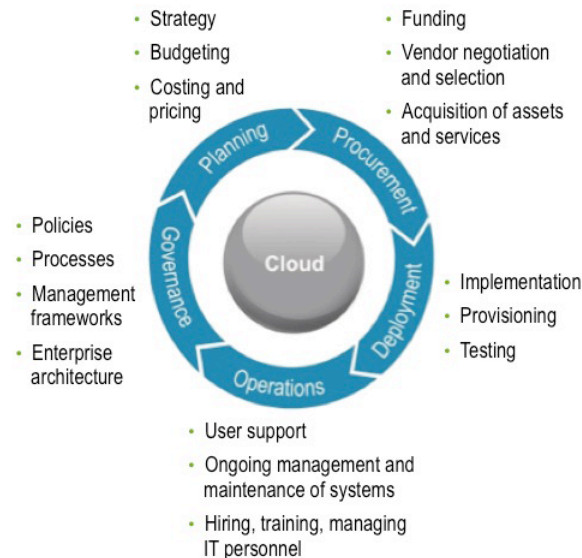 • Strategy
• Budgeting
• Costing and
pricing
• Funding
• Vendor negotiation
and selection
• Acquisition of assets
and services
Planning
Procurement
• Policies
• Processes
• Management
frameworks
• Enterprise
architecture
Governance
Cloud
Deployment
• Implementation
• Provisioning
• Testing
Operations
• User support
• Ongoing management and
maintenance of systems
• Hiring, training, managing
IT personnel